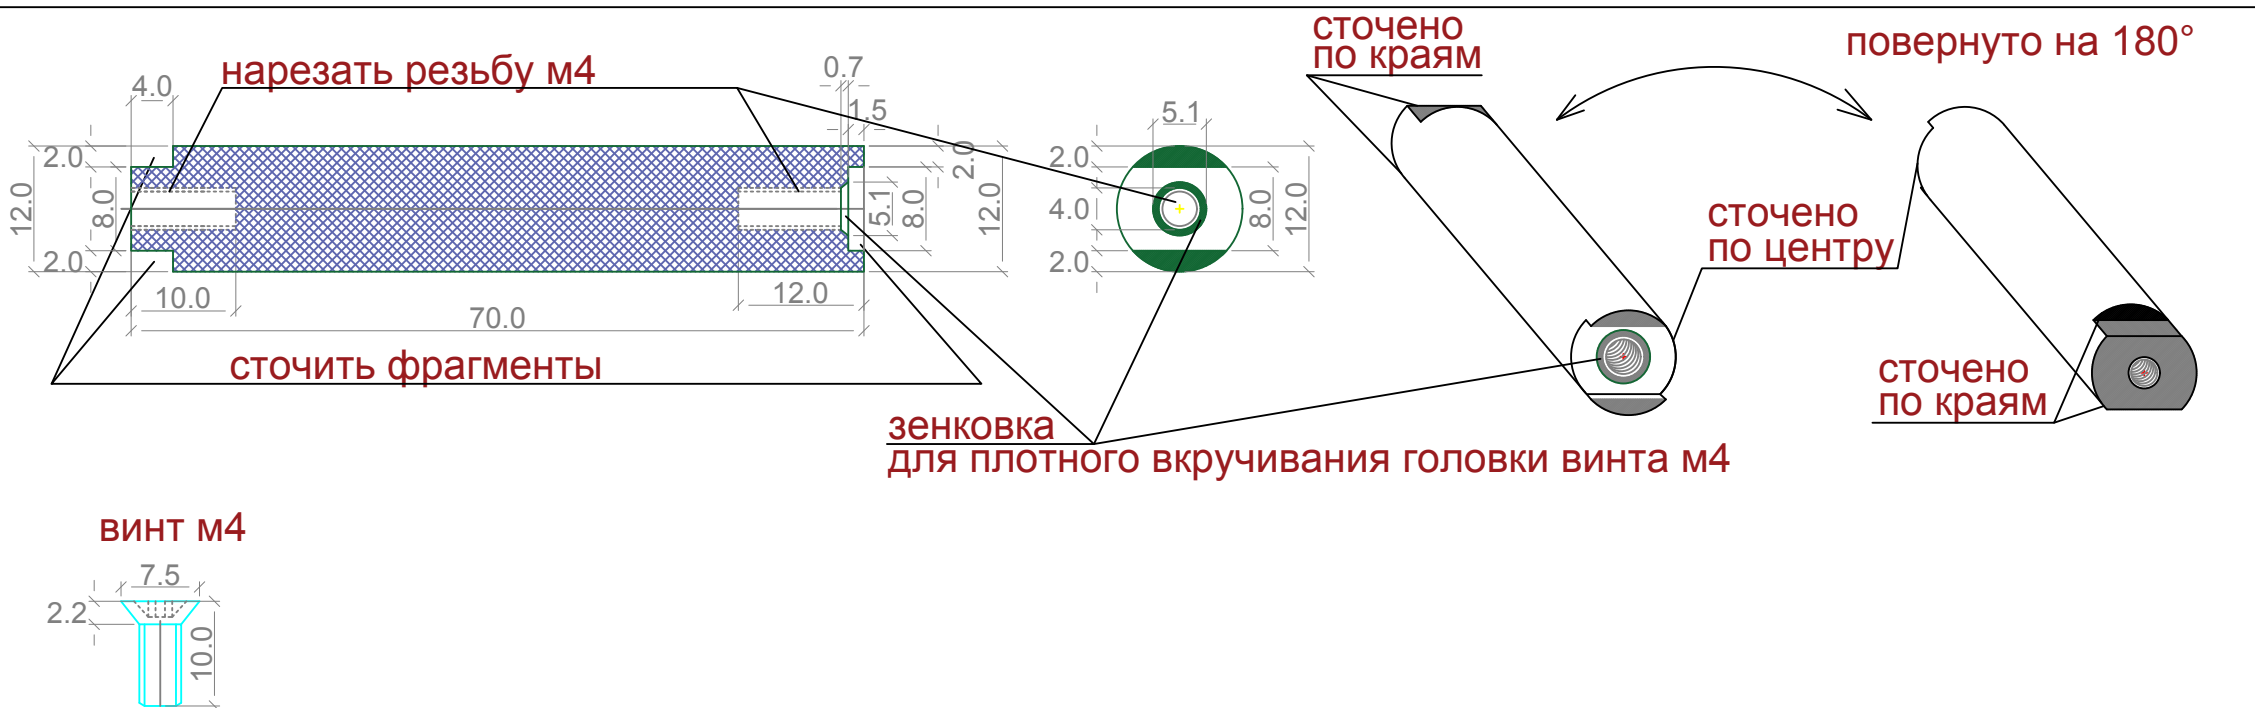 нарезать резьбу м4
4.0
0.7
1.5
2.0
12.0
8.0
2.0
10.0
70.0
12.0
5.1
8.0
2.0
12.0
сточить фрагменты
5.1
2.0
4.0
2.0
8.0
12.0
зенковка
для плотного вкручивания головки винта м4
сточено
по краям
повернуто на 180°
сточено
по центру
сточено
по краям
винт м4
7.5
2.2
10.0